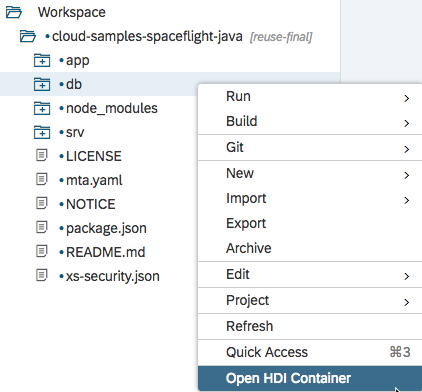 Workspace
•cloud-samples-spaceflight-java [reuse-final]
•app
•db
•node_modules
•srv
•LICENSE
•mta.yaml
•NOTICE
•package.json
•README.md
•xs-security.json
Run
Build
Git
New
Import
Export
Archive
Edit
Project
Refresh
Quick Access ⌘3
Open HDI Container